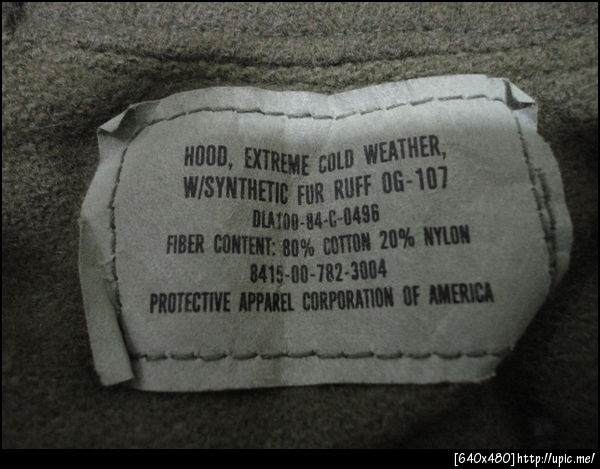 HOOD, EXTREME COLD WEATHER,
W/SYNTHETIC FUR RUFF OG-107
DLA100-84-C-0496
FIBER CONTENT: 80% COTTON 20% NYLON
8415-00-782-3004
PROTECTIVE APPAREL CORPORATION OF AMERICA
[640x480]http://upic.me/